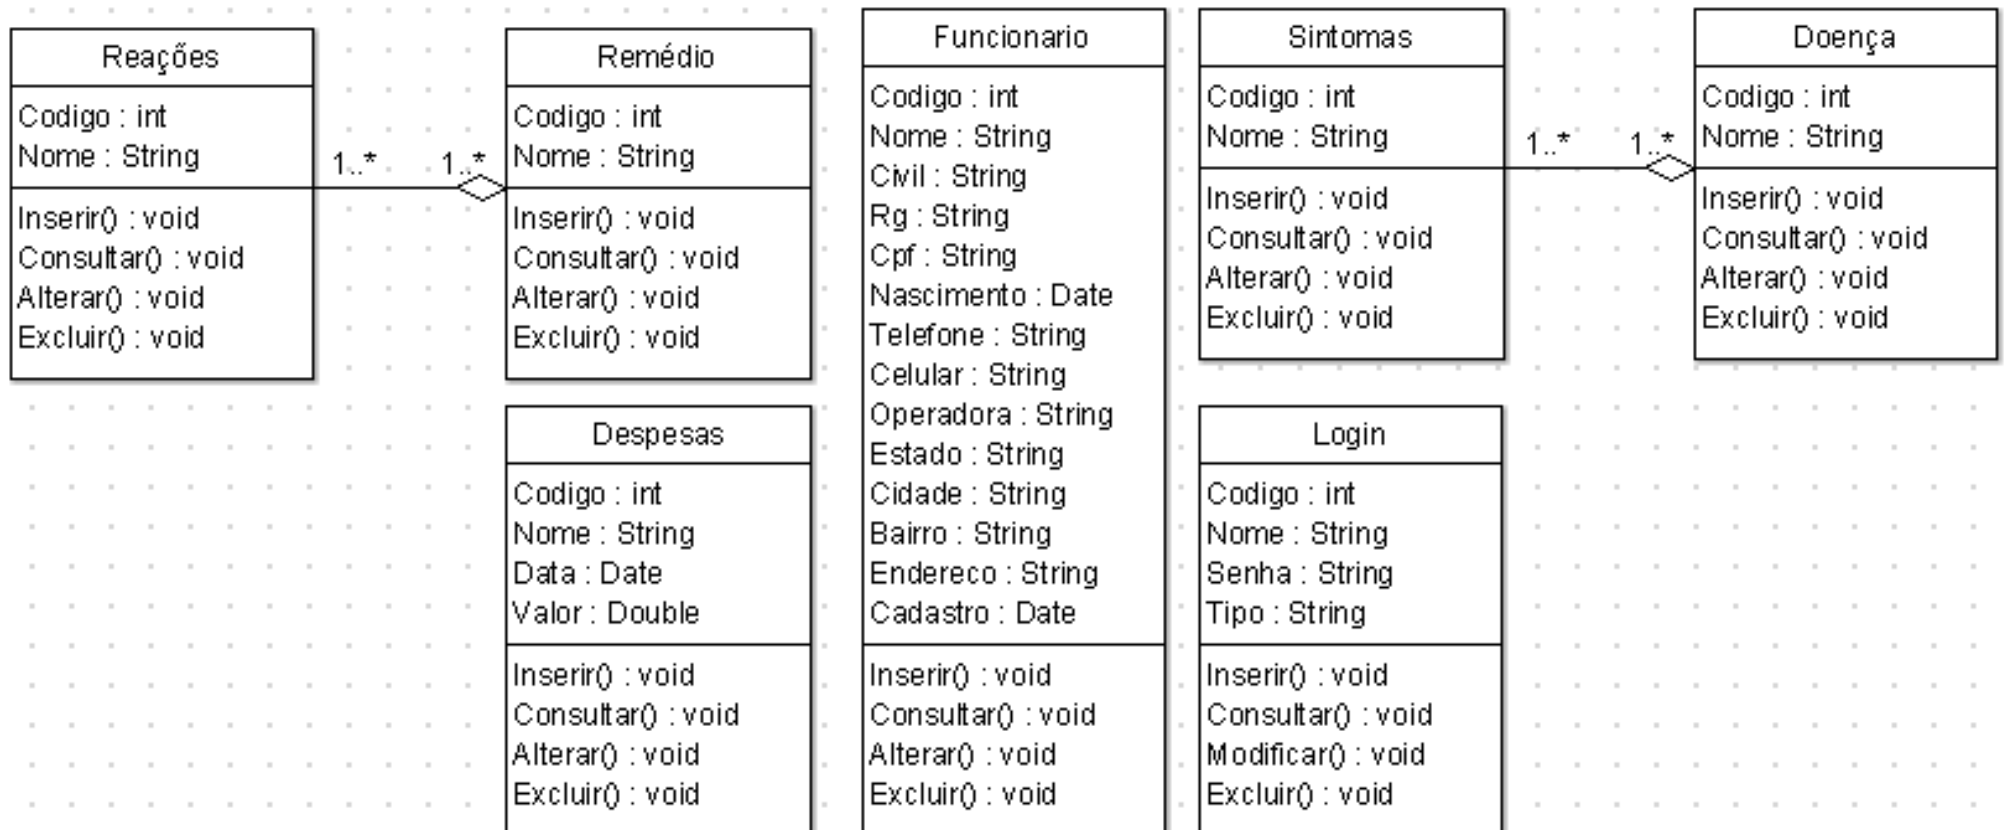 Reações
Codigo : int
Nome : String
Inserir() : void
Consultar() : void
Alterar() : void
Excluir() : void
1..*
1..*
Remédio
Codigo : int
Nome : String
Inserir() : void
Consultar() : void
Alterar() : void
Excluir() : void
Despesas
Codigo : int
Nome : String
Data : Date
Valor : Double
Inserir() : void
Consultar() : void
Alterar() : void
Excluir() : void
Funcionario
Codigo : int
Nome : String
Civil : String
Rg : String
Cpf : String
Nascimento : Date
Telefone : String
Celular : String
Operadora : String
Estado : String
Cidade : String
Bairro : String
Endereco : String
Cadastro : Date
Inserir() : void
Consultar() : void
Alterar() : void
Excluir() : void
Sintomas
Codigo : int
Nome : String
Inserir() : void
Consultar() : void
Alterar() : void
Excluir() : void
1..*
1..*
Doença
Codigo : int
Nome : String
Inserir() : void
Consultar() : void
Alterar() : void
Excluir() : void
Login
Codigo : int
Nome : String
Senha : String
Tipo : String
Inserir() : void
Consultar() : void
Modificar() : void
Excluir() : void